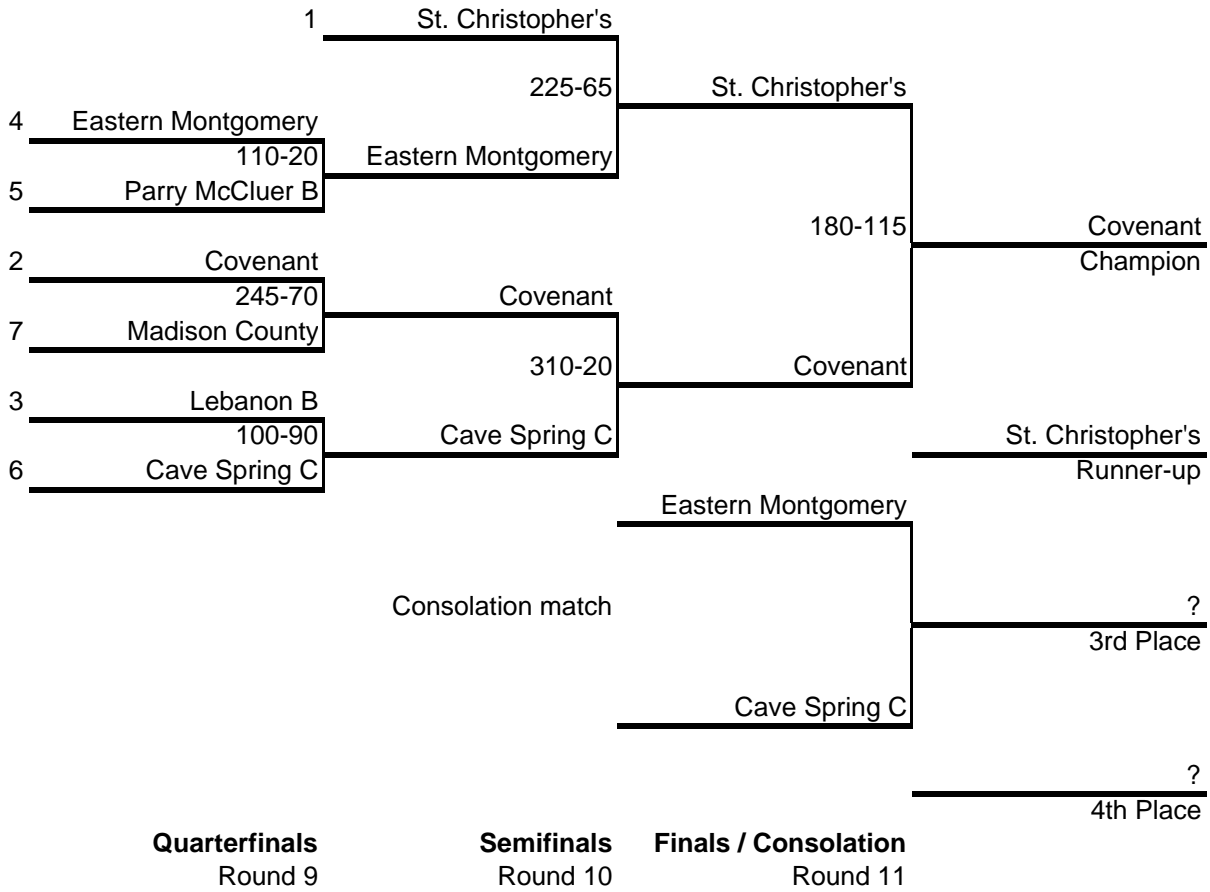 1 St. Christopher's
225-65 St. Christopher's
4 Eastern Montgomery
110-20 Eastern Montgomery
5 Parry McCluer B
180-115 Covenant
2 Covenant Champion
245-70 Covenant
7 Madison County
310-20 Covenant
3 Lebanon B
100-90 Cave Spring C St. Christopher's
6 Cave Spring C Runner-up
Eastern Montgomery
Consolation match ?
3rd Place
Cave Spring C
?
4th Place
Quarterfinals Semifinals Finals / Consolation
Round 9 Round 10 Round 11